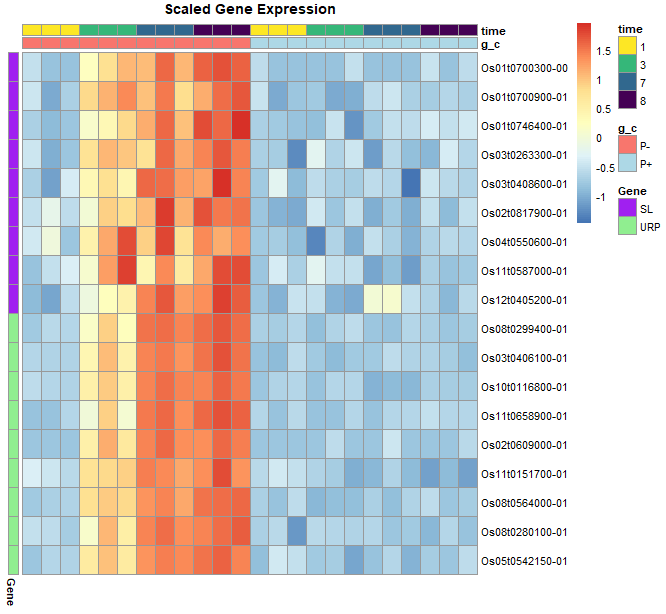 Scaled Gene Expression
time
g_c
Os01t0700300-00
Os01t0700900-01
Os01t0746400-01
Os03t0263300-01
Os03t0408600-01
Os02t0817900-01
Os04t0550600-01
Os11t0587000-01
Os12t0405200-01
Os08t0299400-01
Os03t0406100-01
Os10t0116800-01
Os11t0658900-01
Os02t0609000-01
Os11t0151700-01
Os08t0564000-01
Os08t0280100-01
Os05t0542150-01
Gene
1.5
1
0.5
0
-0.5
-1
time
1
3
7
8
g_c
P-
P+
Gene
SL
URP